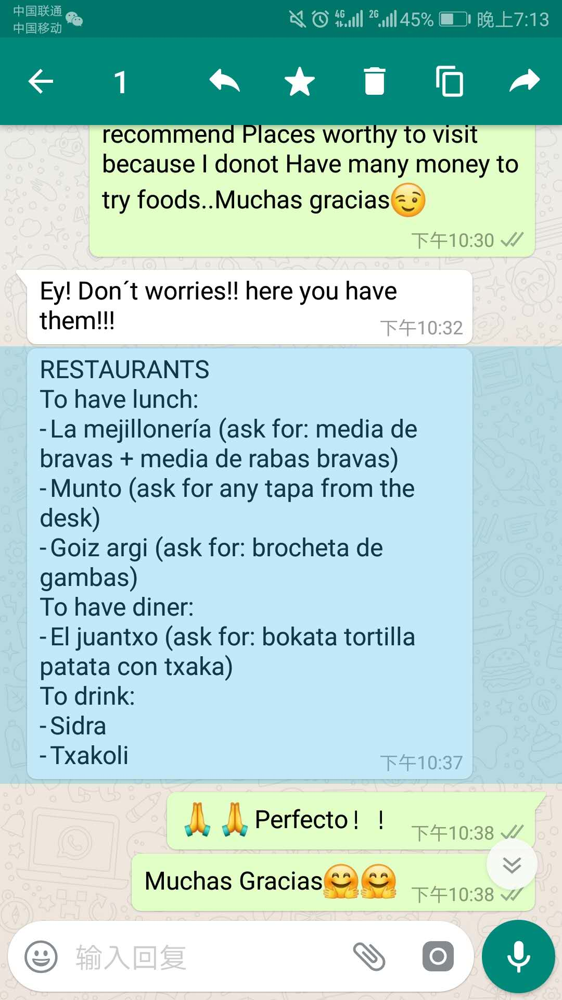 中国联通
中国移动
4G 2G 45% 晚上7:13
1
recommend Places worthy to visit
because I donot Have many money to
try foods..Muchas gracias😉
下午10:30
Ey! Don´t worries!! here you have
them!!!
下午10:32
RESTAURANTS
To have lunch:
- La mejillonería (ask for: media de
bravas + media de rabas bravas)
- Munto (ask for any tapa from the
desk)
- Goiz argi (ask for: brocheta de
gambas)
To have diner:
- El juantxo (ask for: bokata tortilla
patata con txaka)
To drink:
- Sidra
- Txakoli
下午10:37
🙏🙏Perfecto！！
下午10:38
Muchas Gracias🤗🤗
下午10:38
输入回复